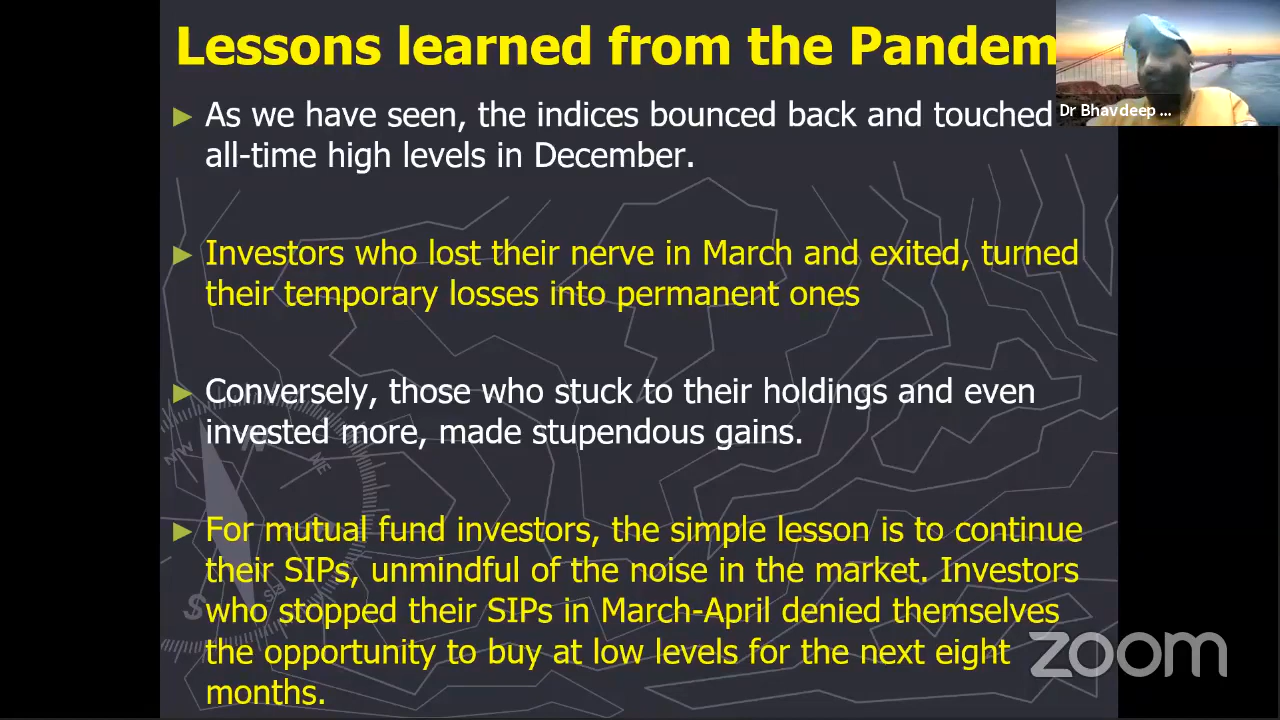 Lessons learned from the Pandem
Dr Bhavdeep ...
As we have seen, the indices bounced back and touched
all-time high levels in December.
Investors who lost their nerve in March and exited, turned
their temporary losses into permanent ones
Conversely, those who stuck to their holdings and even
invested more, made stupendous gains.
For mutual fund investors, the simple lesson is to continue
their SIPs, unmindful of the noise in the market. Investors
who stopped their SIPs in March-April denied themselves
the opportunity to buy at low levels for the next eight
months.
NW
N
NE
S
SE
zoom